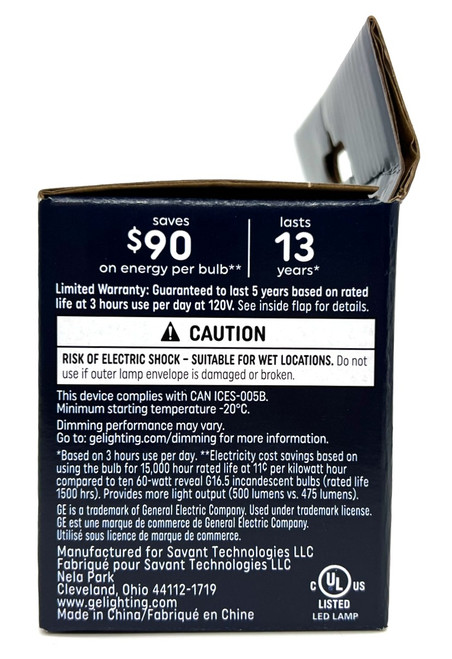 saves
$90
on energy per bulb**
lasts
13
years*
Limited Warranty: Guaranteed to last 5 years based on rated
life at 3 hours use per day at 120V. See inside flap for details.
CAUTION
RISK OF ELECTRIC SHOCK – SUITABLE FOR WET LOCATIONS. Do not
use if outer lamp envelope is damaged or broken.
This device complies with CAN ICES-005B.
Minimum starting temperature -20°C.
Dimming performance may vary.
Go to: gelighting.com/dimming for more information.
*Based on 3 hours use per day. **Electricity cost savings based on
using the bulb for 15,000 hour rated life at 11¢ per kilowatt hour
compared to ten 60-watt reveal G16.5 incandescent bulbs (rated life
1500 hrs). Provides more light output (500 lumens vs. 475 lumens).
GE is a trademark of General Electric Company. Used under trademark license.
GE est une marque de commerce de General Electric Company.
Utilisé sous licence de marque de commerce.
Manufactured for Savant Technologies LLC
Fabriqué pour Savant Technologies LLC
Nela Park
Cleveland, Ohio 44112-1719
www.gelighting.com
Made in China/Fabriqué en Chine
C UL US
LISTED
LED LAMP